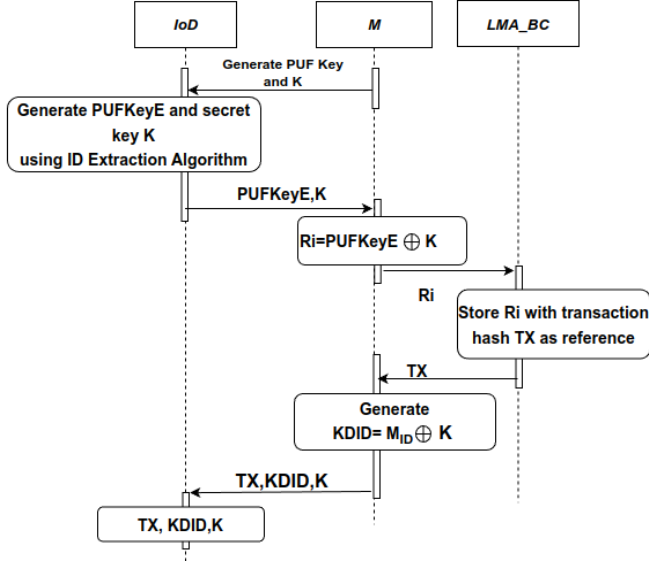 IoD
M
LMA_BC
Generate PUF Key
and K
Generate PUFKeyE and secret
key K
using ID Extraction Algorithm
PUFKeyE,K
Ri=PUFKeyE ⊕ K
Ri
Store Ri with transaction
hash TX as reference
TX
Generate
KDID= M_ID ⊕ K
TX,KDID,K
TX, KDID,K